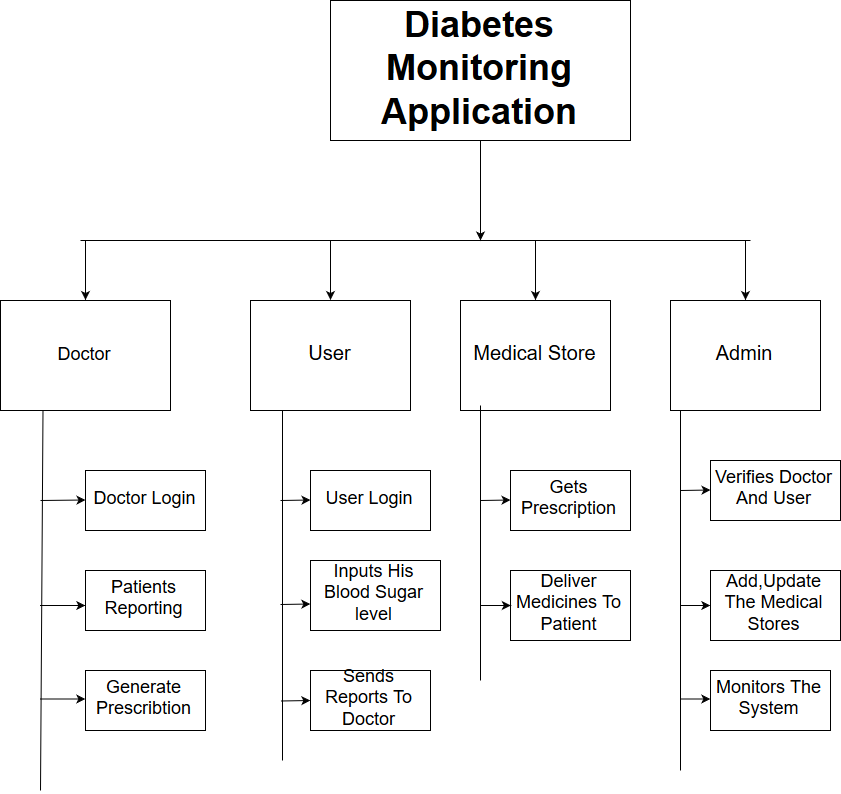 Diabetes
Monitoring
Application
Doctor
User
Medical Store
Admin
Doctor Login
Patients
Reporting
Generate
Prescribtion
User Login
Inputs His
Blood Sugar
level
Sends
Reports To
Doctor
Gets
Prescription
Deliver
Medicines To
Patient
Verifies Doctor
And User
Add,Update
The Medical
Stores
Monitors The
System